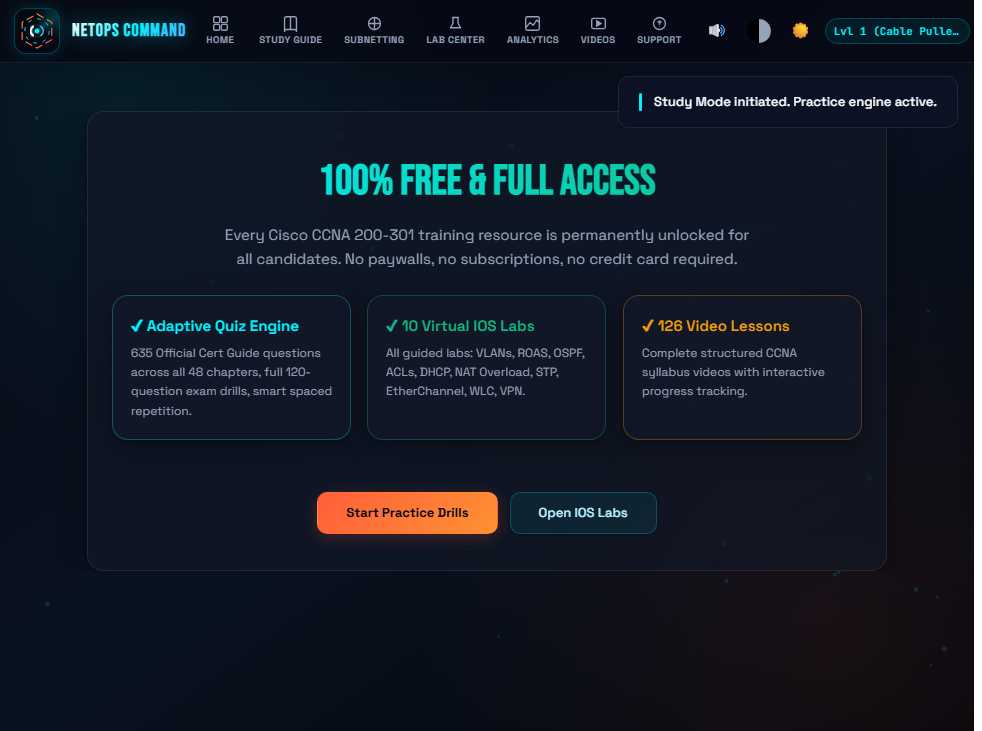 NETOPS COMMAND
HOME
STUDY GUIDE
SUBNETTING
LAB CENTER
ANALYTICS
VIDEOS
SUPPORT
Lvl 1 (Cable Pulle…
Study Mode initiated. Practice engine active.
100% FREE & FULL ACCESS
Every Cisco CCNA 200-301 training resource is permanently unlocked for
all candidates. No paywalls, no subscriptions, no credit card required.
✓ Adaptive Quiz Engine
635 Official Cert Guide questions
across all 48 chapters, full 120-
question exam drills, smart spaced
repetition.
✓ 10 Virtual IOS Labs
All guided labs: VLANs, ROAS, OSPF,
ACLs, DHCP, NAT Overload, STP,
EtherChannel, WLC, VPN.
✓ 126 Video Lessons
Complete structured CCNA
syllabus videos with interactive
progress tracking.
Start Practice Drills
Open IOS Labs